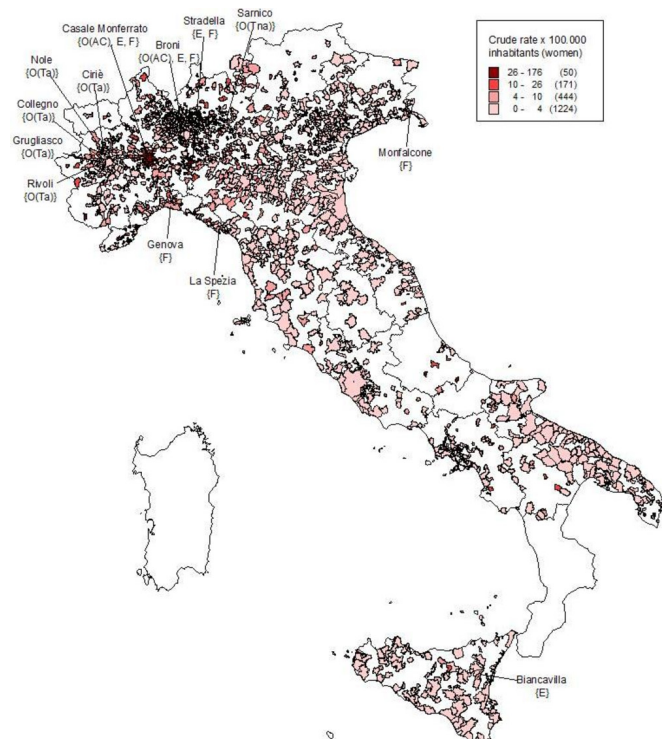 Sarnico
{O(Tna)}
Stradella
{E, F}
Casale Monferrato
{O(AC), E, F}
Broni
{O(AC), E, F}
Nole
{O(Ta)}
Ciriè
{O(Ta)}
Collegno
{O(Ta)}
Grugliasco
{O(Ta)}
Rivoli
{O(Ta)}
Genova
{F}
La Spezia
{F}
Monfalcone
{F}
Biancavilla
{E}
Crude rate x 100.000
inhabitants (women)
26 - 176 (50)
10 - 26 (171)
4 - 10 (444)
0 - 4 (1224)